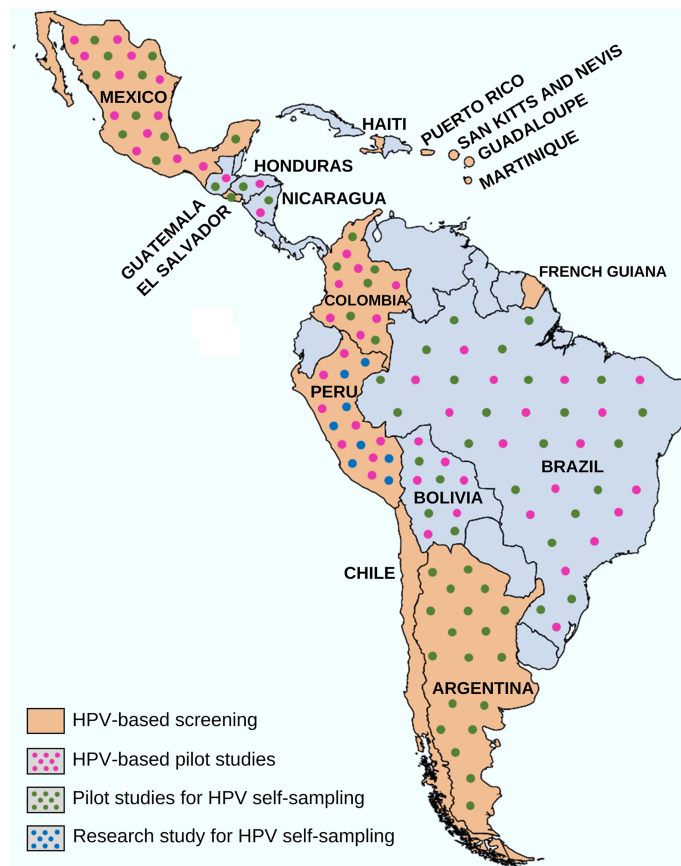 MEXICO
HAITI
PUERTO RICO
SAN KITTS AND NEVIS
GUADALOUPE
MARTINIQUE
HONDURAS
NICARAGUA
GUATEMALA
EL SALVADOR
FRENCH GUIANA
COLOMBIA
PERU
BRAZIL
BOLIVIA
CHILE
ARGENTINA
HPV-based screening
HPV-based pilot studies
Pilot studies for HPV self-sampling
Research study for HPV self-sampling